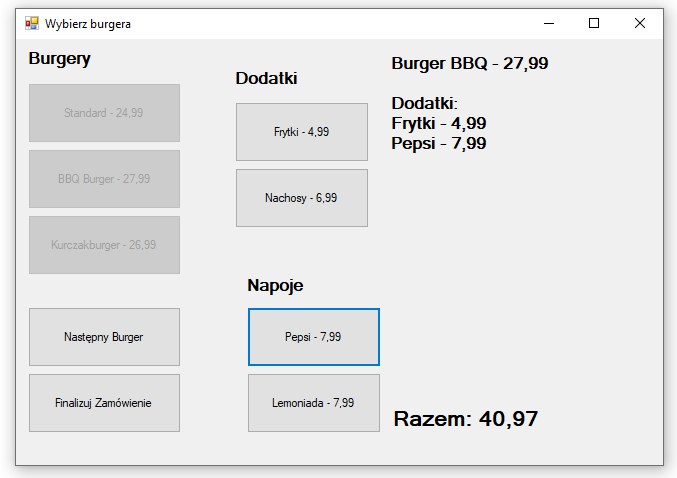 Wybierz burgera
Burgery
Standard - 24,99
BBQ Burger - 27,99
Kurczakburger - 26,99
Następny Burger
Finalizuj Zamówienie
Dodatki
Frytki - 4,99
Nachosy - 6,99
Napoje
Pepsi - 7,99
Lemoniada - 7,99
Burger BBQ - 27,99
Dodatki:
Frytki - 4,99
Pepsi - 7,99
Razem: 40,97